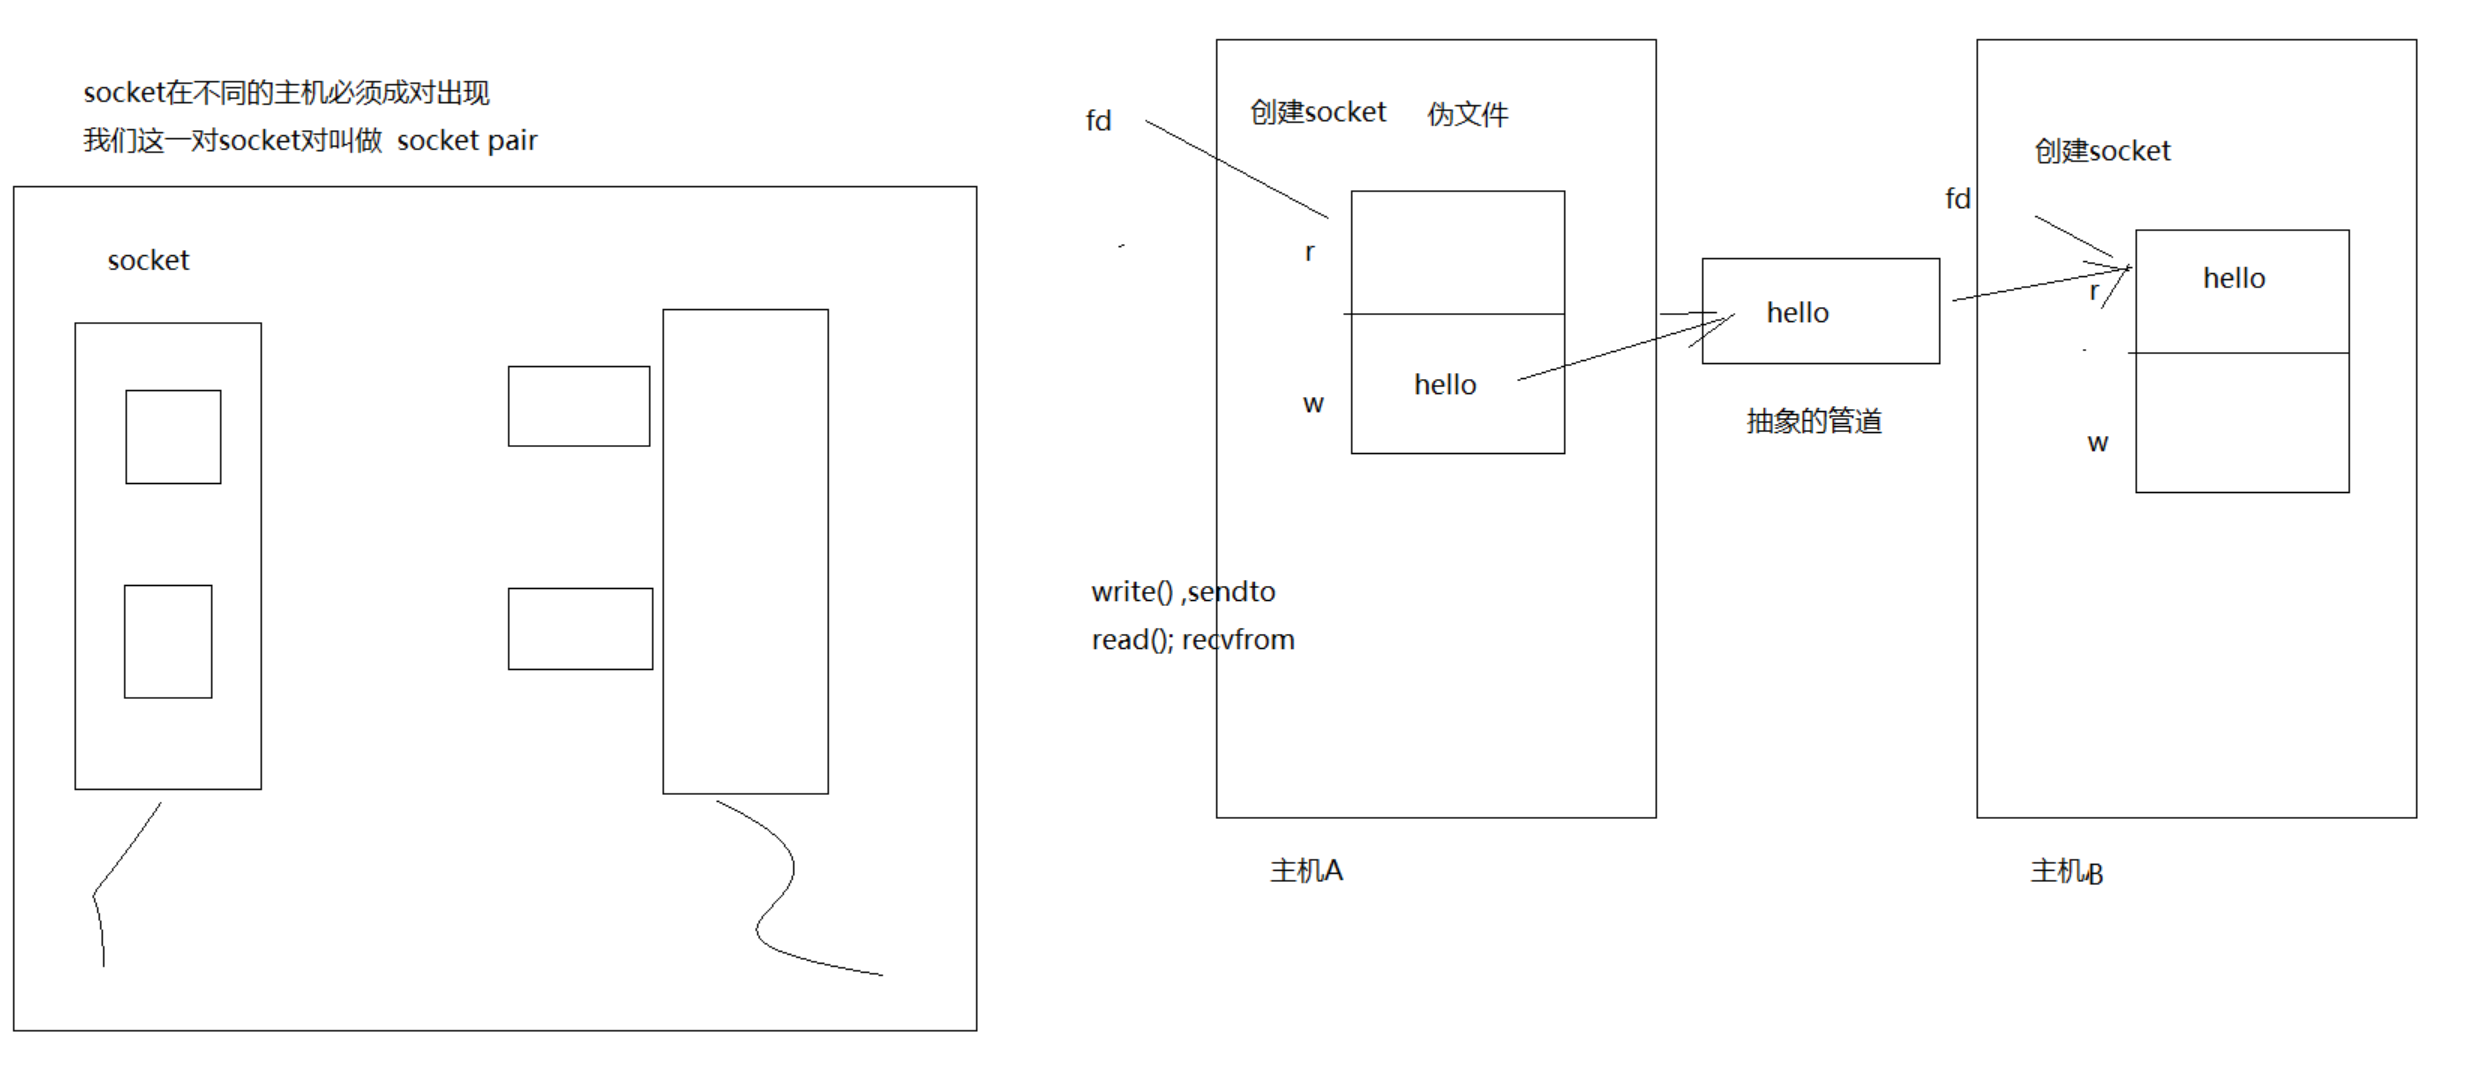 socket在不同的主机必须成对出现
我们这一对socket对叫做 socket pair
socket
fd
创建socket 伪文件
r
w
hello
write() ,sendto
read(); recvfrom
主机A
hello
抽象的管道
创建socket
fd
r
hello
w
主机B